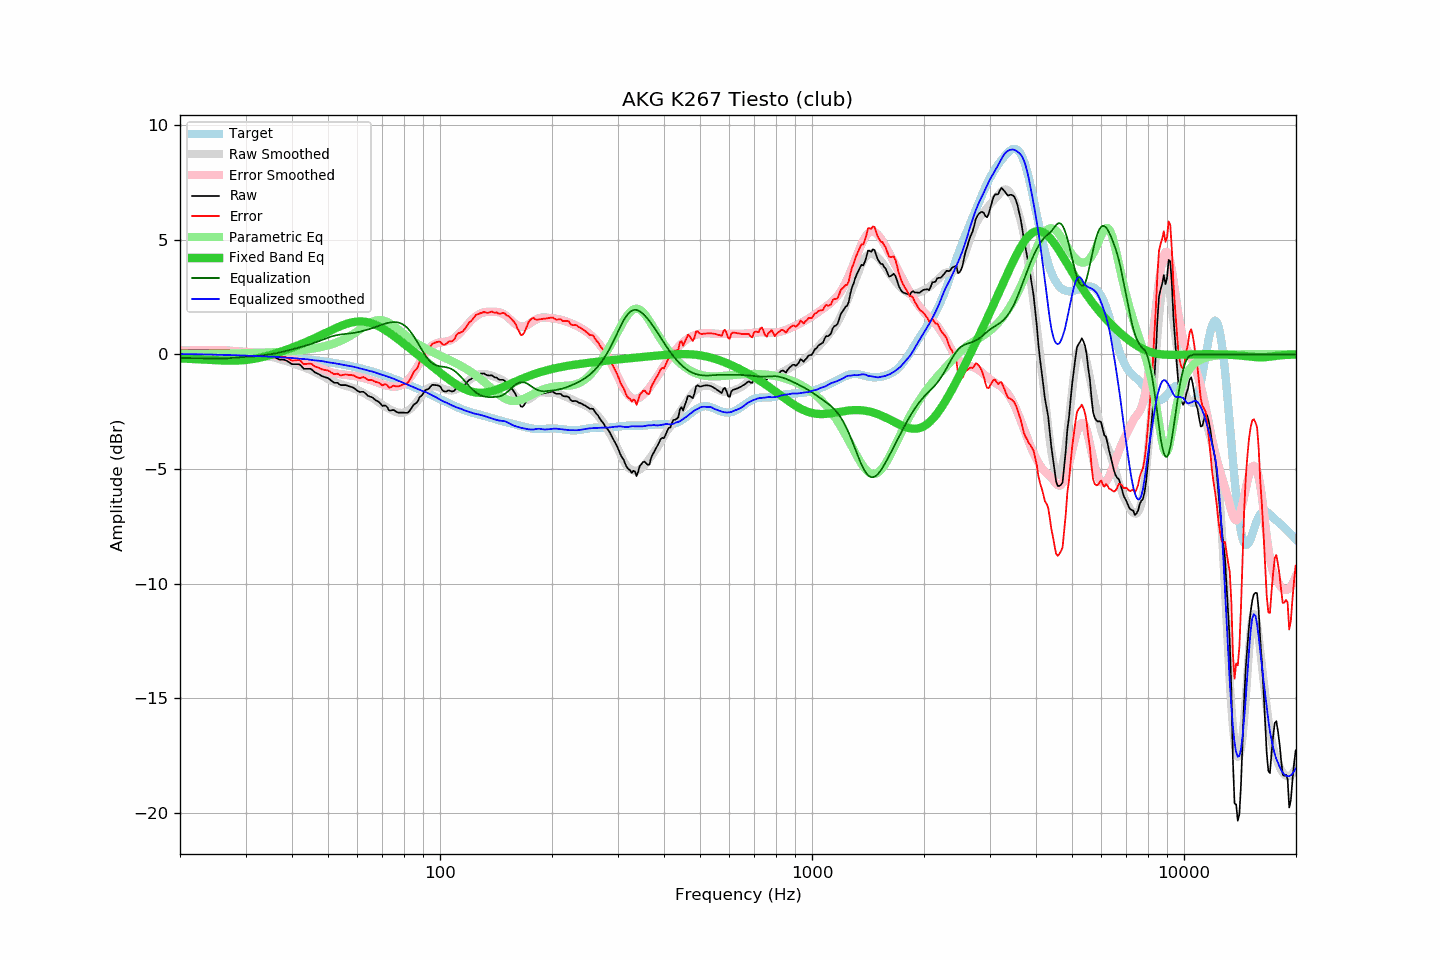 AKG K267 Tiesto (club)
Target
Raw Smoothed
Error Smoothed
Raw
Error
Parametric Eq
Fixed Band Eq
Equalization
Equalized smoothed
10
5
0
−5
−10
−15
−20
Amplitude (dBr)
100 1000 10000
Frequency (Hz)